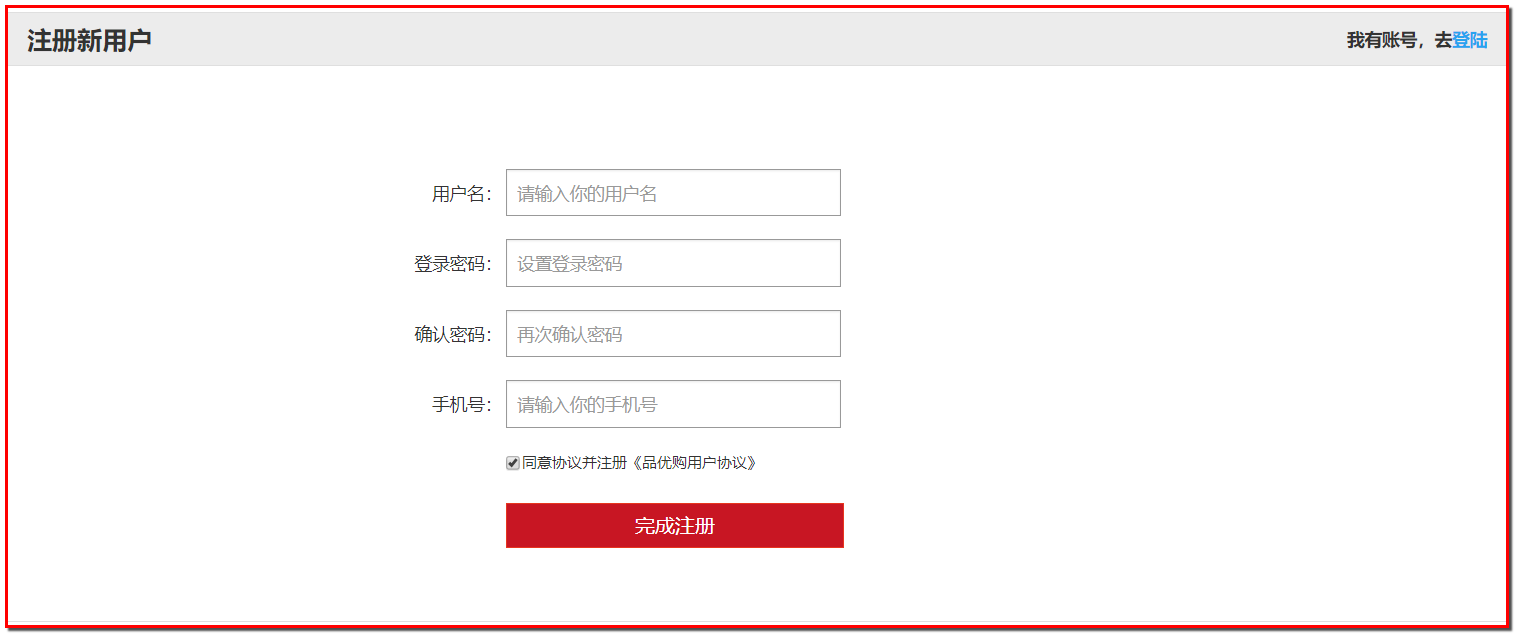 注册新用户
我有账号，去登陆
用户名：
请输入你的用户名
登录密码：
设置登录密码
确认密码：
再次确认密码
手机号：
请输入你的手机号
同意协议并注册《品优购用户协议》
完成注册